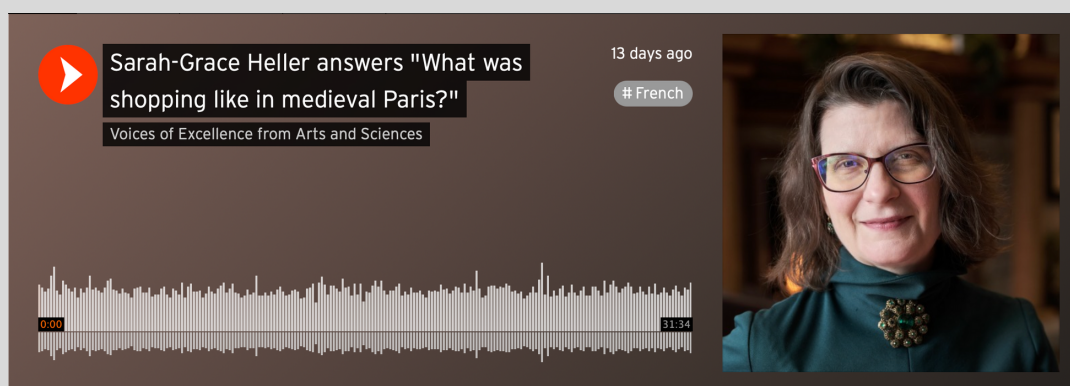 Sarah-Grace Heller answers "What was
shopping like in medieval Paris?"
Voices of Excellence from Arts and Sciences
13 days ago
# French
0:00
31:34